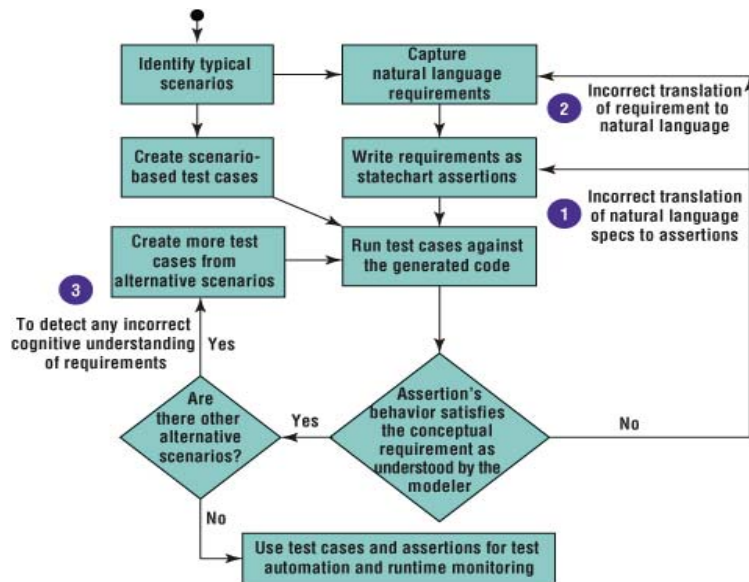 Identify typical
scenarios
Capture
natural language
requirements
2
Incorrect translation
of requirement to
natural language
Create scenario-
based test cases
Write requirements as
statechart assertions
1
Incorrect translation
of natural language
specs to assertions
Create more test
cases from
alternative scenarios
Run test cases against
the generated code
3
To detect any incorrect
cognitive understanding
of requirements
Yes
Are
there other
alternative
scenarios?
Yes
Assertion's
behavior satisfies
the conceptual
requirement as
understood by the
modeler
No
No
Use test cases and assertions for test
automation and runtime monitoring